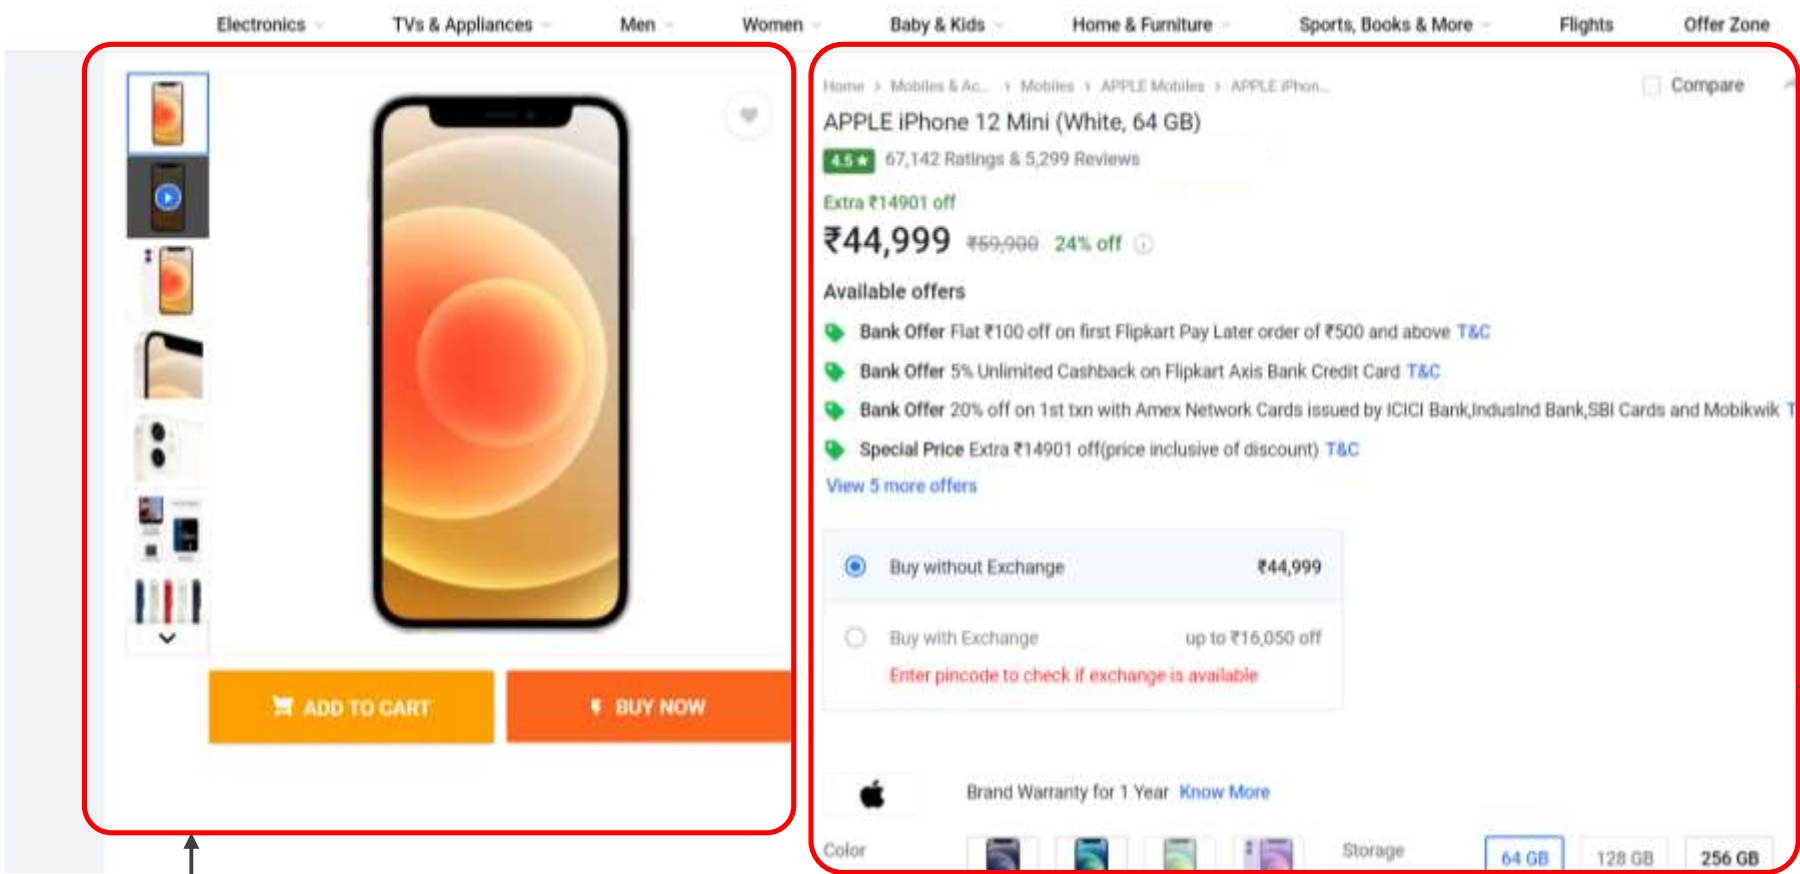 Electronics TVs & Appliances Men Women Baby & Kids Home & Furniture Sports, Books & More Flights Offer Zone
Home > Mobiles & Ac... > Mobiles > APPLE Mobiles > APPLE iPhon...
Compare
APPLE iPhone 12 Mini (White, 64 GB)
4.5★ 67,142 Ratings & 5,299 Reviews
Extra ₹14901 off
₹44,999 ₹59,900 24% off
Available offers
Bank Offer Flat ₹100 off on first Flipkart Pay Later order of ₹500 and above T&C
Bank Offer 5% Unlimited Cashback on Flipkart Axis Bank Credit Card T&C
Bank Offer 20% off on 1st txn with Amex Network Cards issued by ICICI Bank,IndusInd Bank,SBI Cards and Mobikwik T
Special Price Extra ₹14901 off(price inclusive of discount) T&C
View 5 more offers
Buy without Exchange ₹44,999
Buy with Exchange up to ₹16,050 off
Enter pincode to check if exchange is available
ADD TO CART
BUY NOW
Brand Warranty for 1 Year Know More
Color
Storage
64 GB
128 GB
256 GB